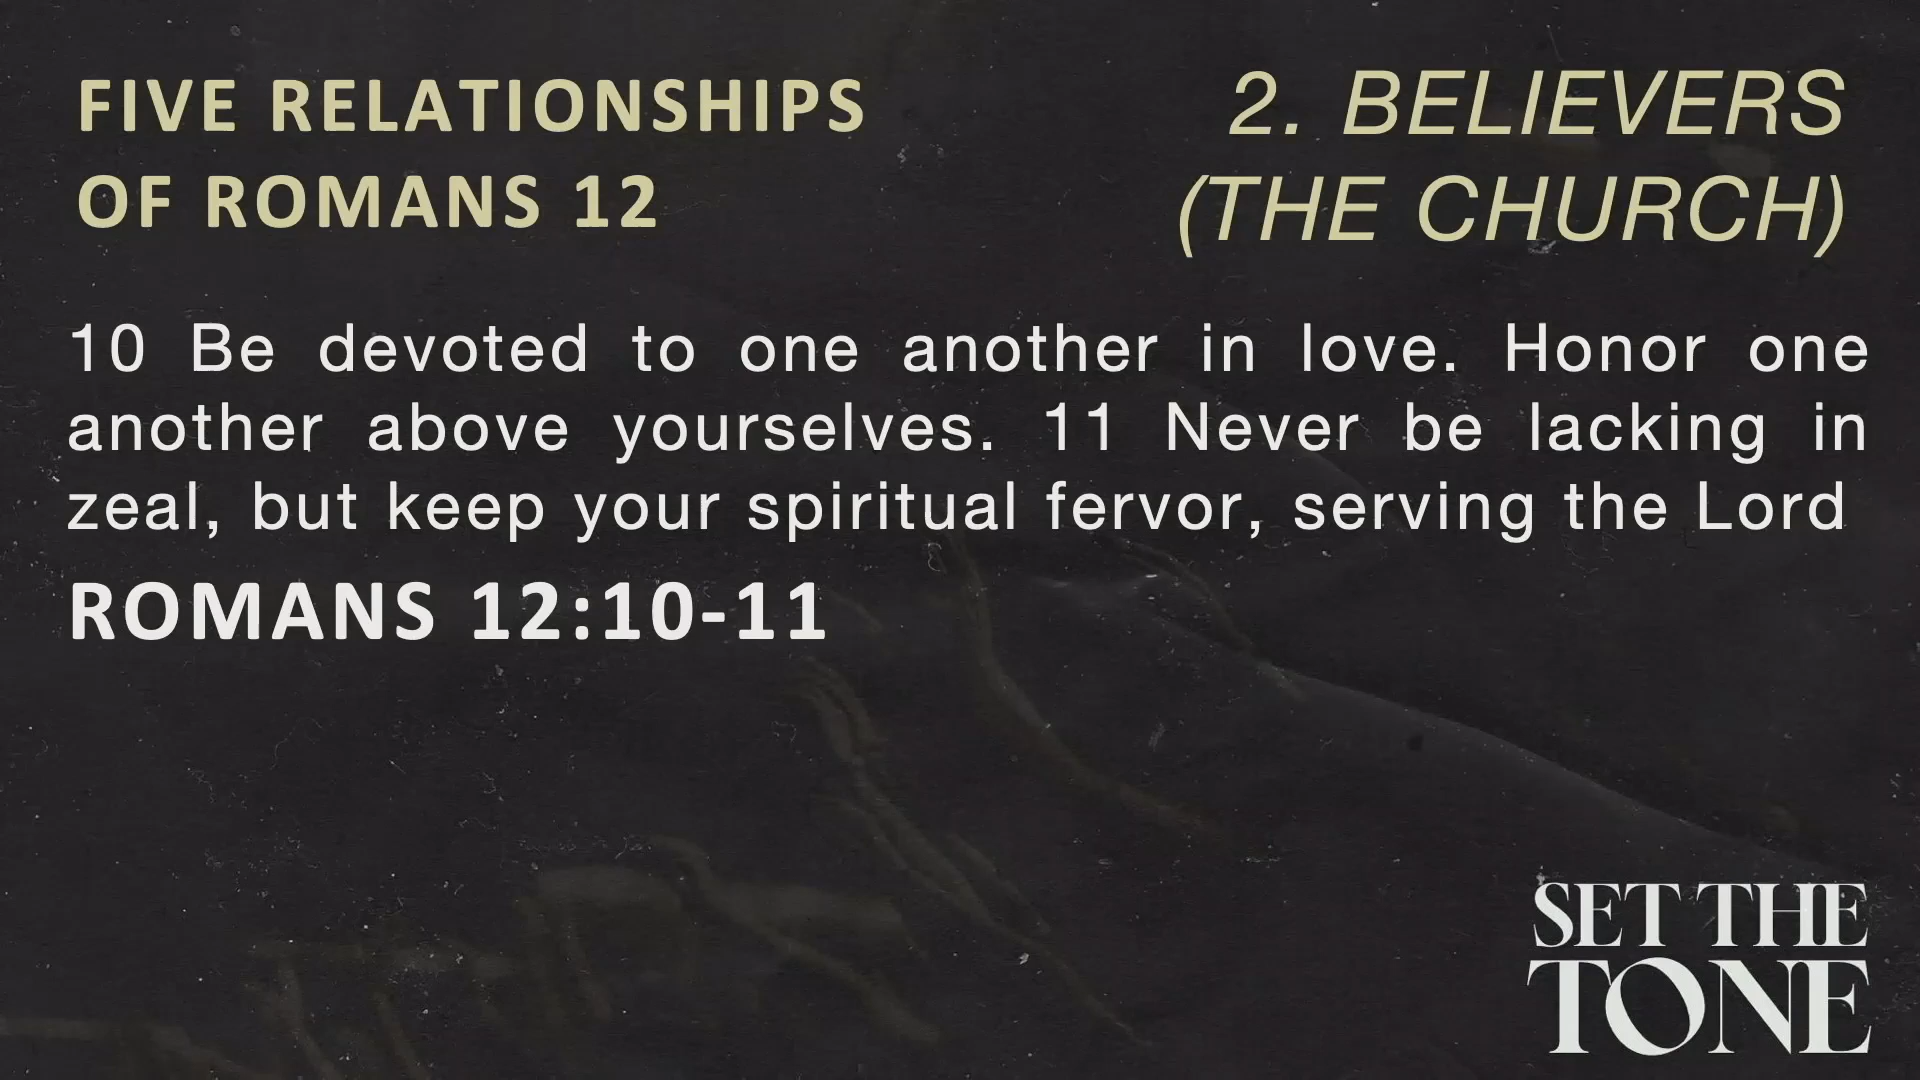 FIVE RELATIONSHIPS
OF ROMANS 12
2. BELIEVERS
(THE CHURCH)
10 Be devoted to one another in love. Honor one
another above yourselves. 11 Never be lacking in
zeal, but keep your spiritual fervor, serving the Lord
ROMANS 12:10-11
SET THE
TONE